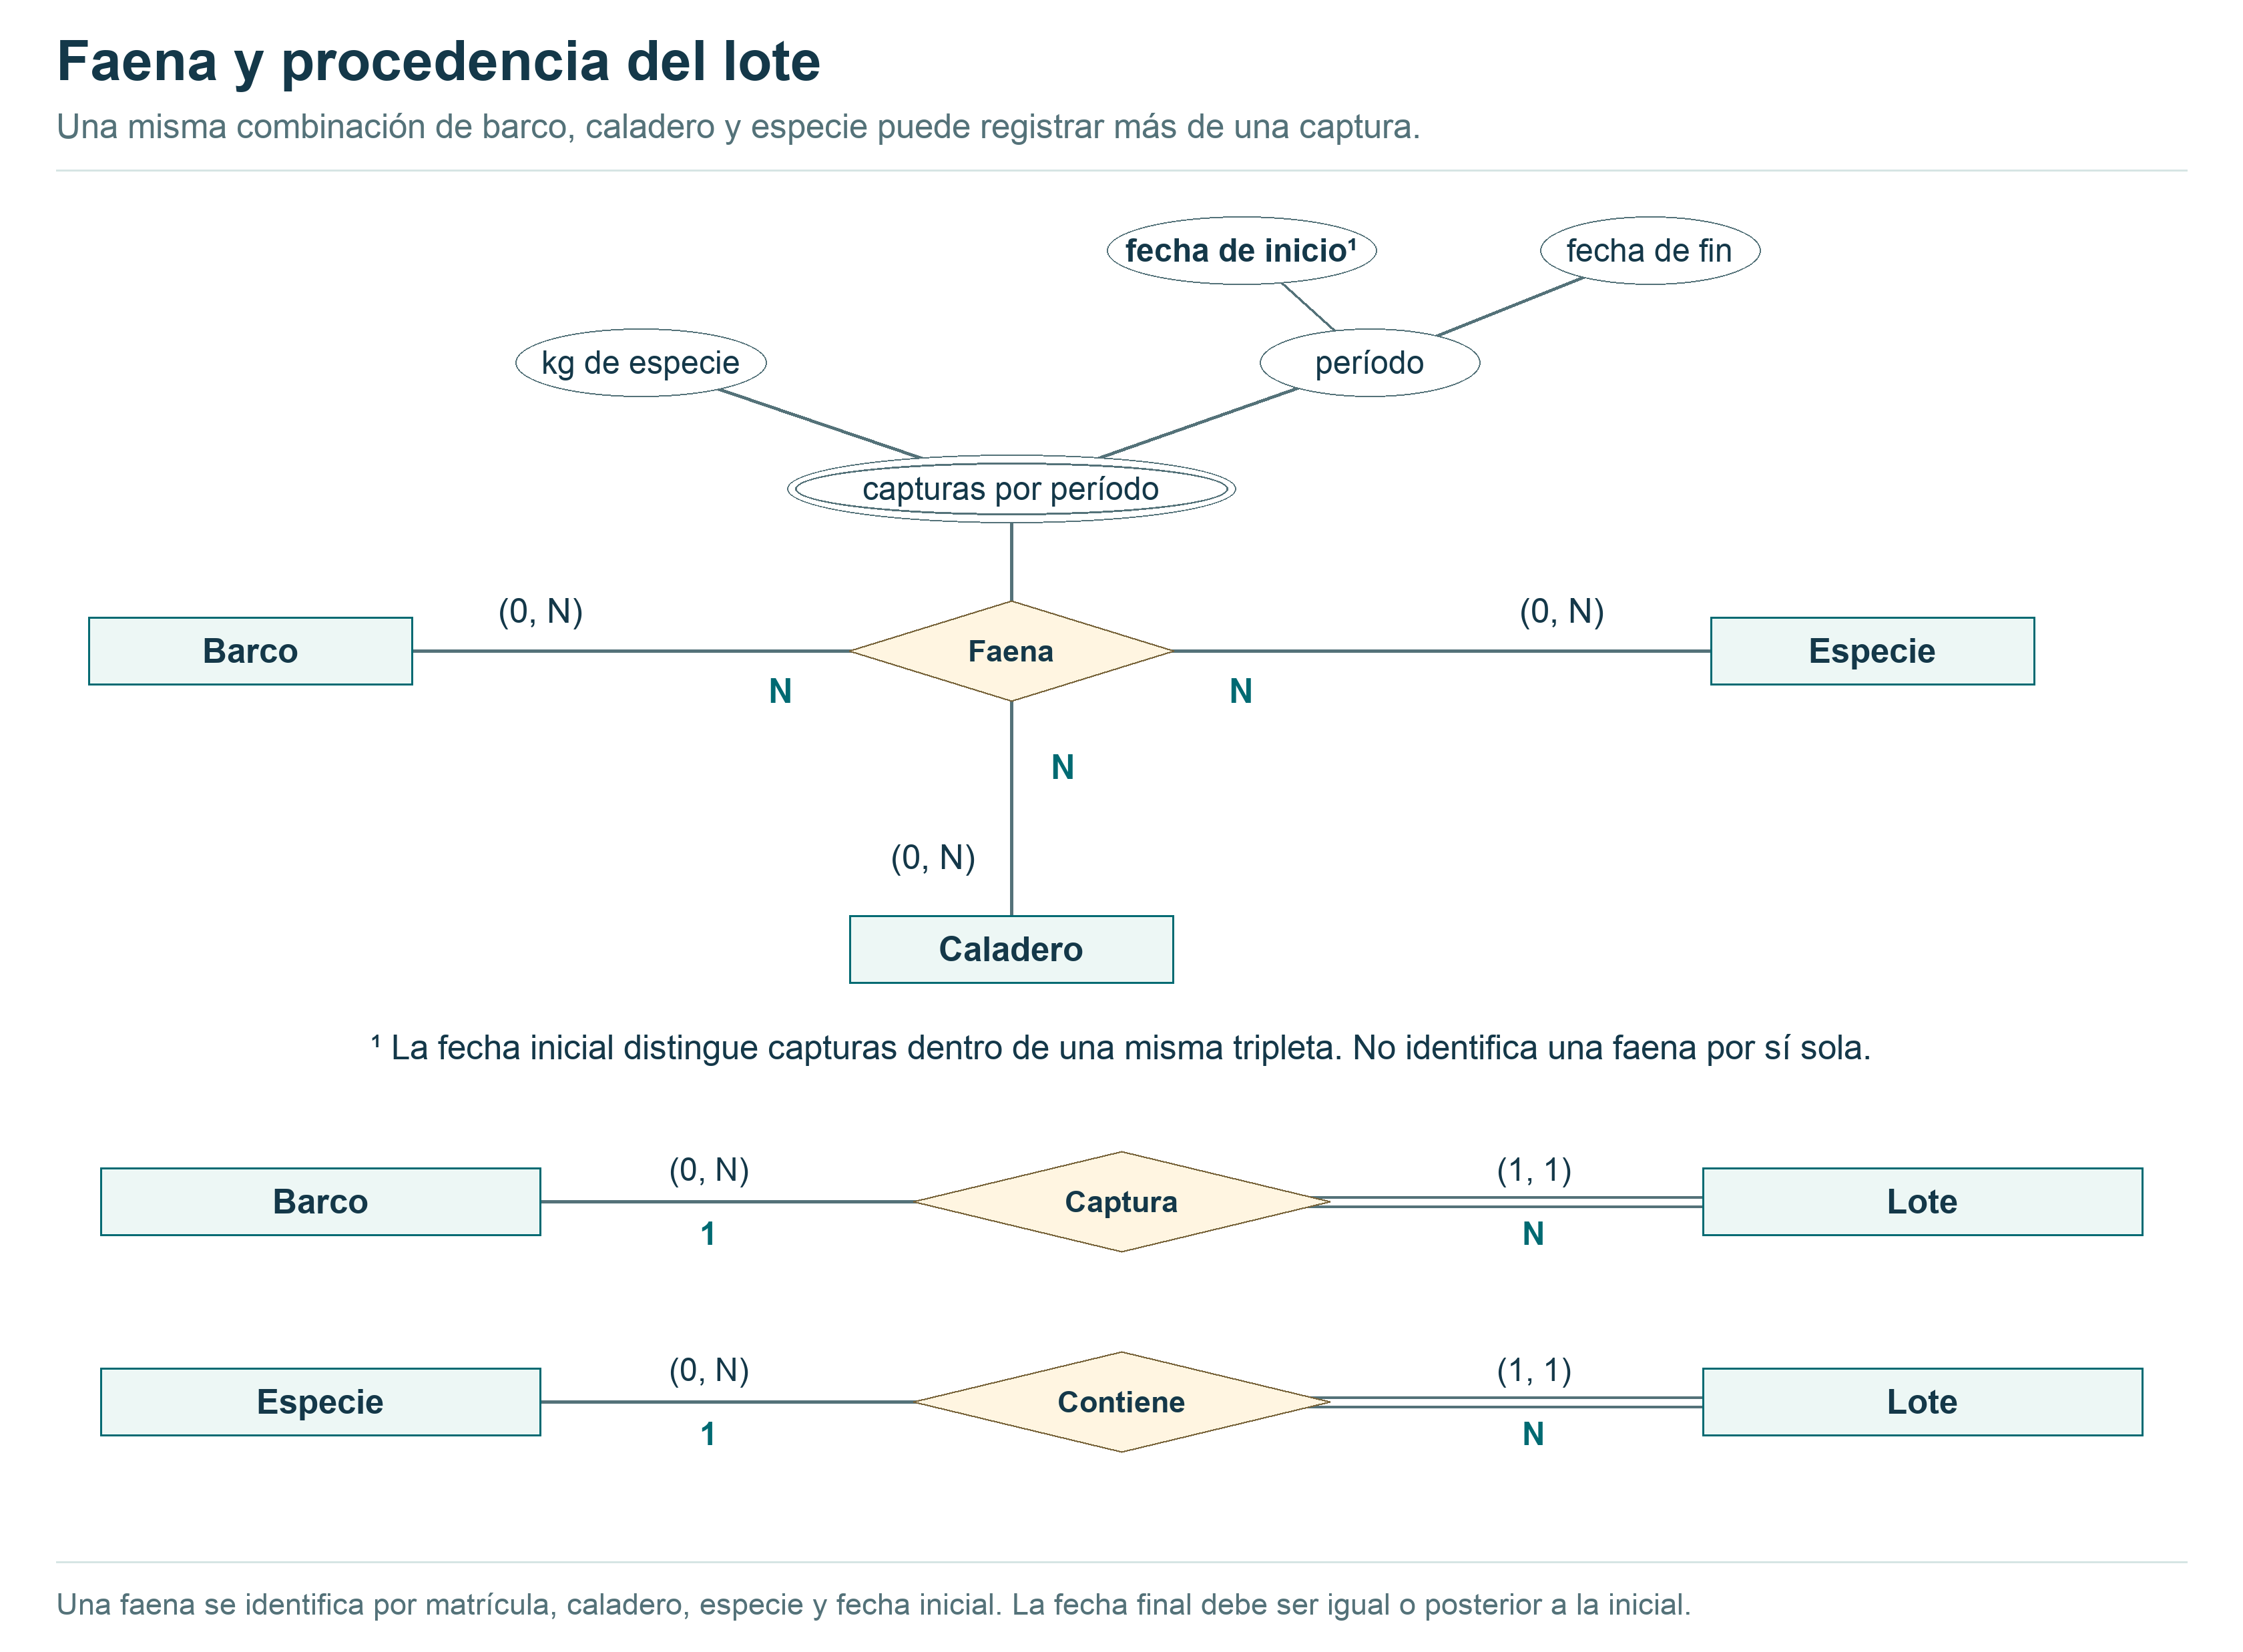 Faena y procedencia del lote
Una misma combinación de barco, caladero y especie puede registrar más de una captura.
fecha de inicio¹
fecha de fin
kg de especie
período
capturas por período
(0, N)
(0, N)
Barco
Faena
Especie
N
N
N
(0, N)
Caladero
¹ La fecha inicial distingue capturas dentro de una misma tripleta. No identifica una faena por sí sola.
(0, N)
(1, 1)
Barco
Captura
Lote
1
N
(0, N)
(1, 1)
Especie
Contiene
Lote
1
N
Una faena se identifica por matrícula, caladero, especie y fecha inicial. La fecha final debe ser igual o posterior a la inicial.